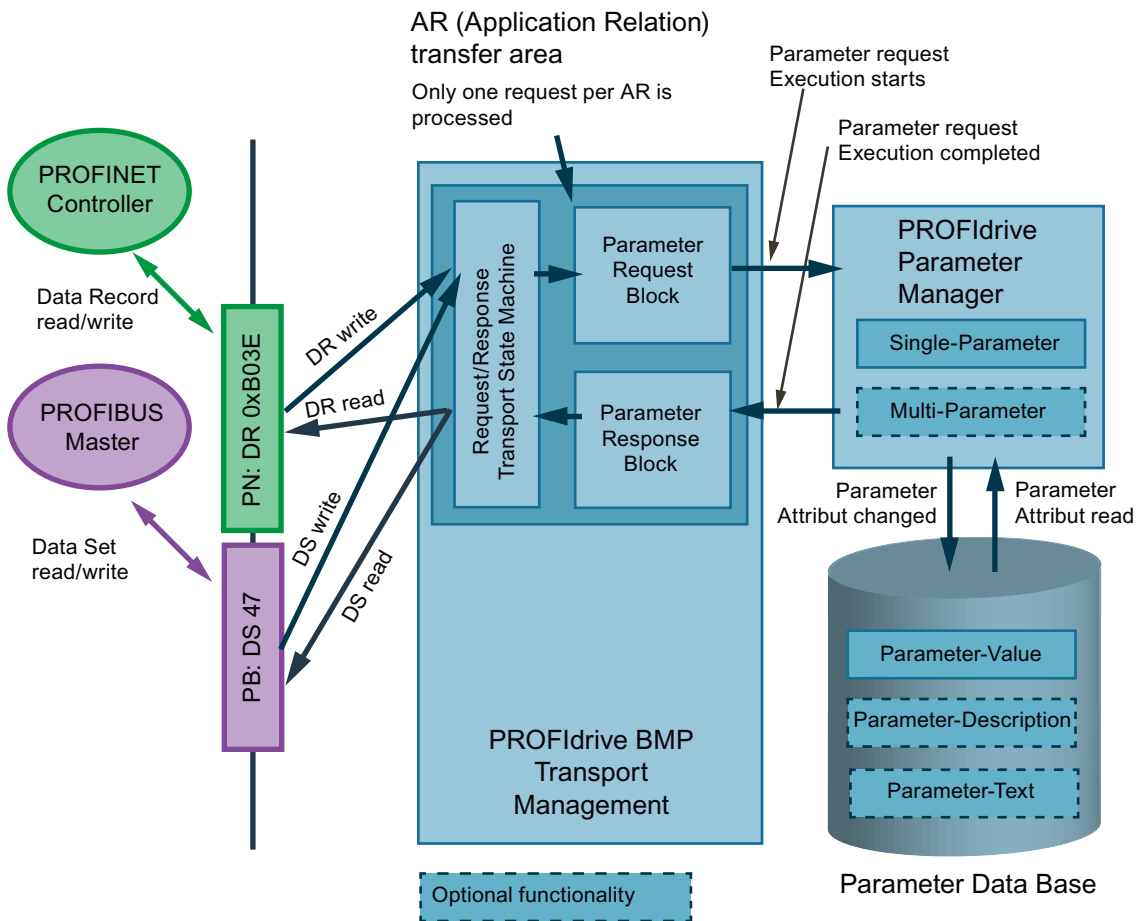 AR (Application Relation)
transfer area
Only one request per AR is
processed
Parameter request
Execution starts
Parameter request
Execution completed
PROFINET
Controller
Data Record
read/write
PROFIBUS
Master
Data Set
read/write
PN: DR 0xB03E
PB: DS 47
DR write
DR read
DS write
DS read
Request/Response
Transport State Machine
Parameter
Request
Block
Parameter
Response
Block
PROFIdrive BMP
Transport
Management
PROFIdrive
Parameter
Manager
Single-Parameter
Multi-Parameter
Parameter
Attribut changed
Parameter
Attribut read
Parameter-Value
Parameter-Description
Parameter-Text
Parameter Data Base
Optional functionality